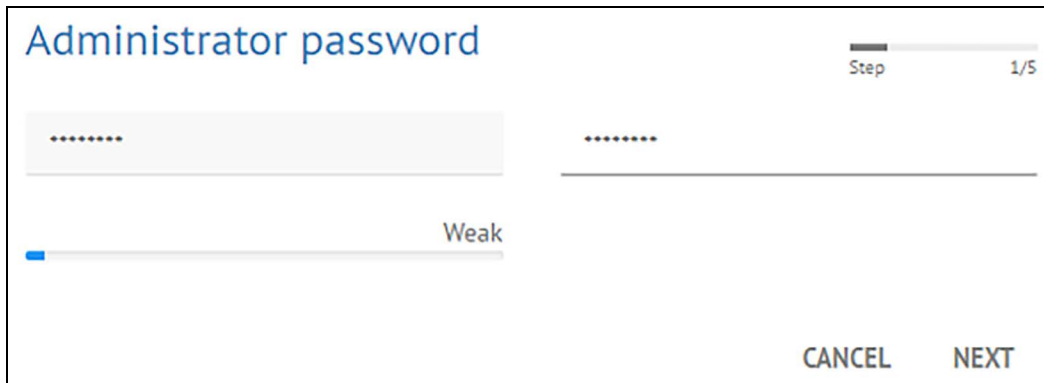 Administrator password
Step 1/5
•••••••• ••••••••
Weak
CANCEL NEXT